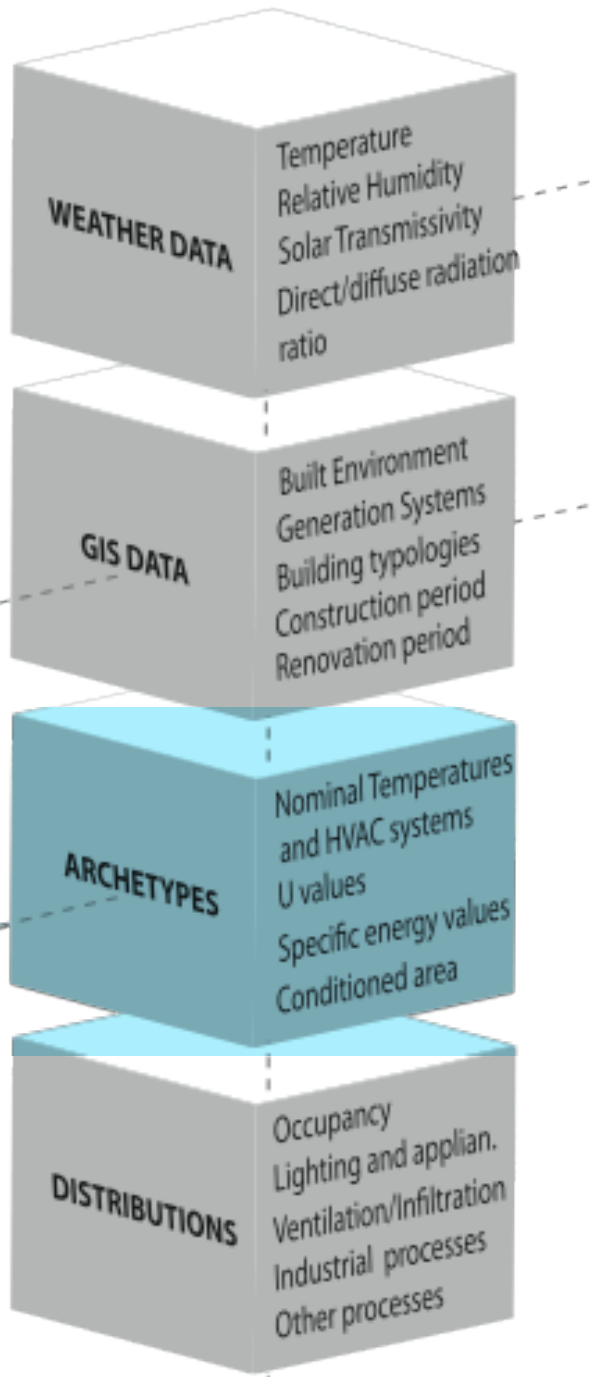 WEATHER DATA
Temperature
Relative Humidity
Solar Transmissivity
Direct/diffuse radiation
ratio
GIS DATA
Built Environment
Generation Systems
Building typologies
Construction period
Renovation period
ARCHETYPES
Nominal Temperatures
and HVAC systems
U values
Specific energy values
Conditioned area
DISTRIBUTIONS
Occupancy
Lighting and applian.
Ventilation/Infiltration
Industrial processes
Other processes